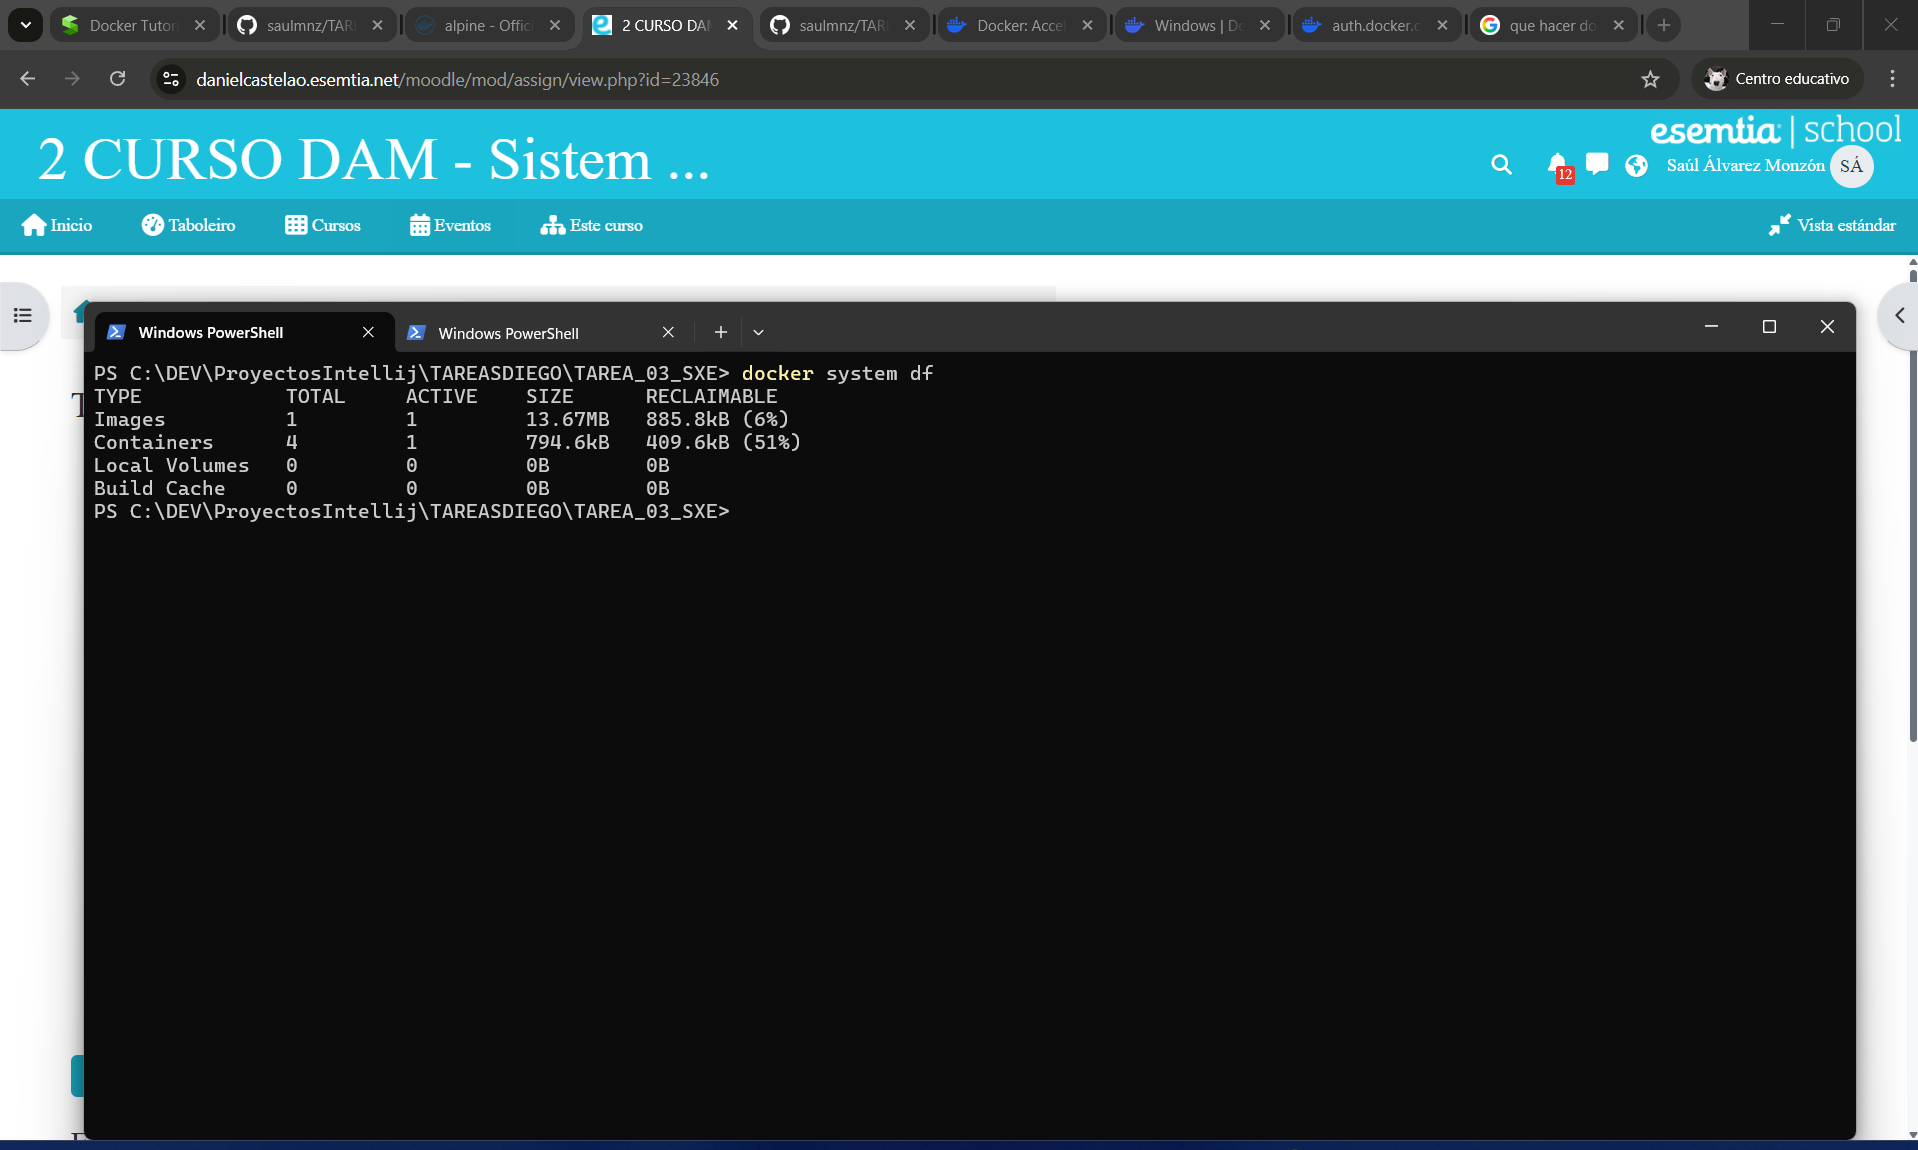 Docker Tutor
saulmnz/TAR
alpine - Offic
2 CURSO DA
saulmnz/TAR
Docker: Acce
Windows | Do
auth.docker.c
que hacer do
danielcastelao.esemtia.net/moodle/mod/assign/view.php?id=23846
Centro educativo
esemtia | school
2 CURSO DAM - Sistem ...
12
Saúl Álvarez Monzón
SÁ
Inicio
Taboleiro
Cursos
Eventos
Este curso
Vista estándar
Windows PowerShell
Windows PowerShell
PS C:\DEV\ProyectosIntellij\TAREASDIEGO\TAREA_03_SXE> docker system df
TYPE TOTAL ACTIVE SIZE RECLAIMABLE
Images 1 1 13.67MB 885.8kB (6%)
Containers 4 1 794.6kB 409.6kB (51%)
Local Volumes 0 0 0B 0B
Build Cache 0 0 0B 0B
PS C:\DEV\ProyectosIntellij\TAREASDIEGO\TAREA_03_SXE>